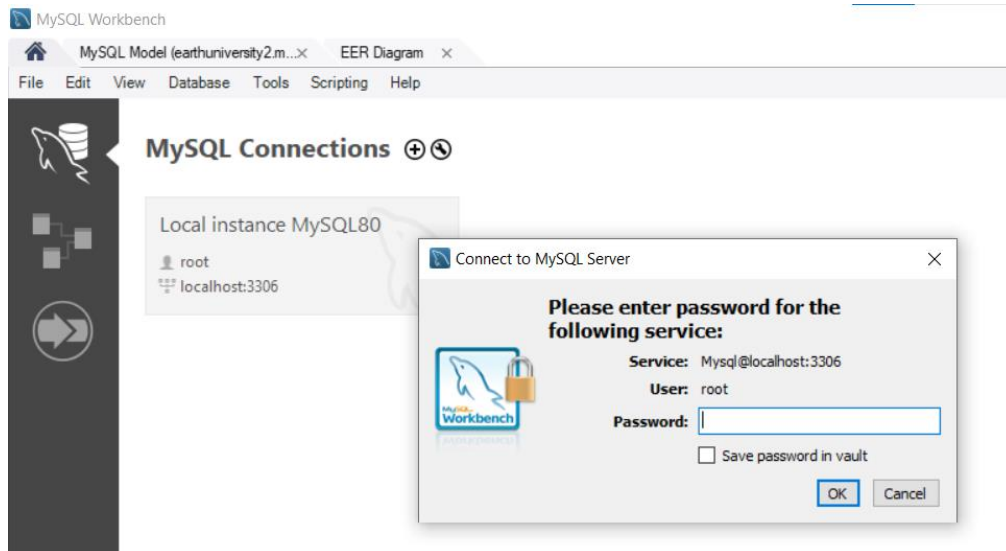 MySQL Workbench
MySQL Model (earthuniversity2.m...× EER Diagram ×
File Edit View Database Tools Scripting Help
MySQL Connections
Local instance MySQL80
root
localhost:3306
Connect to MySQL Server
Please enter password for the
following service:
Service: Mysql@localhost:3306
User: root
Password:
MySQL
Workbench
Save password in vault
OK Cancel